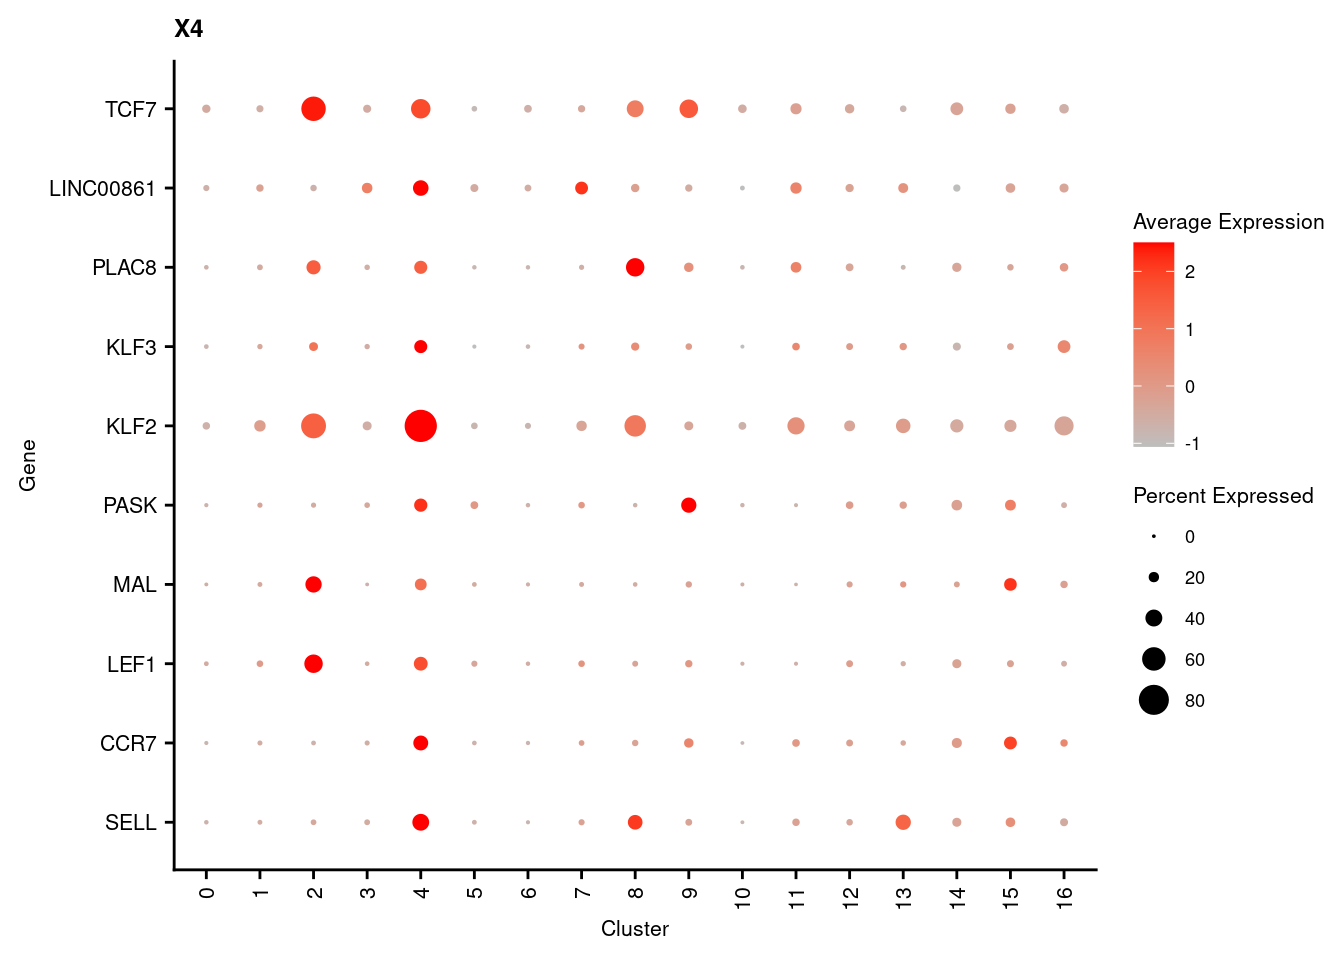 X4
TCF7
LINC00861
PLAC8
KLF3
KLF2
PASK
MAL
LEF1
CCR7
SELL
Gene
0 1 2 3 4 5 6 7 8 9 10 11 12 13 14 15 16
Cluster
Average Expression
2
1
0
-1
Percent Expressed
0
20
40
60
80